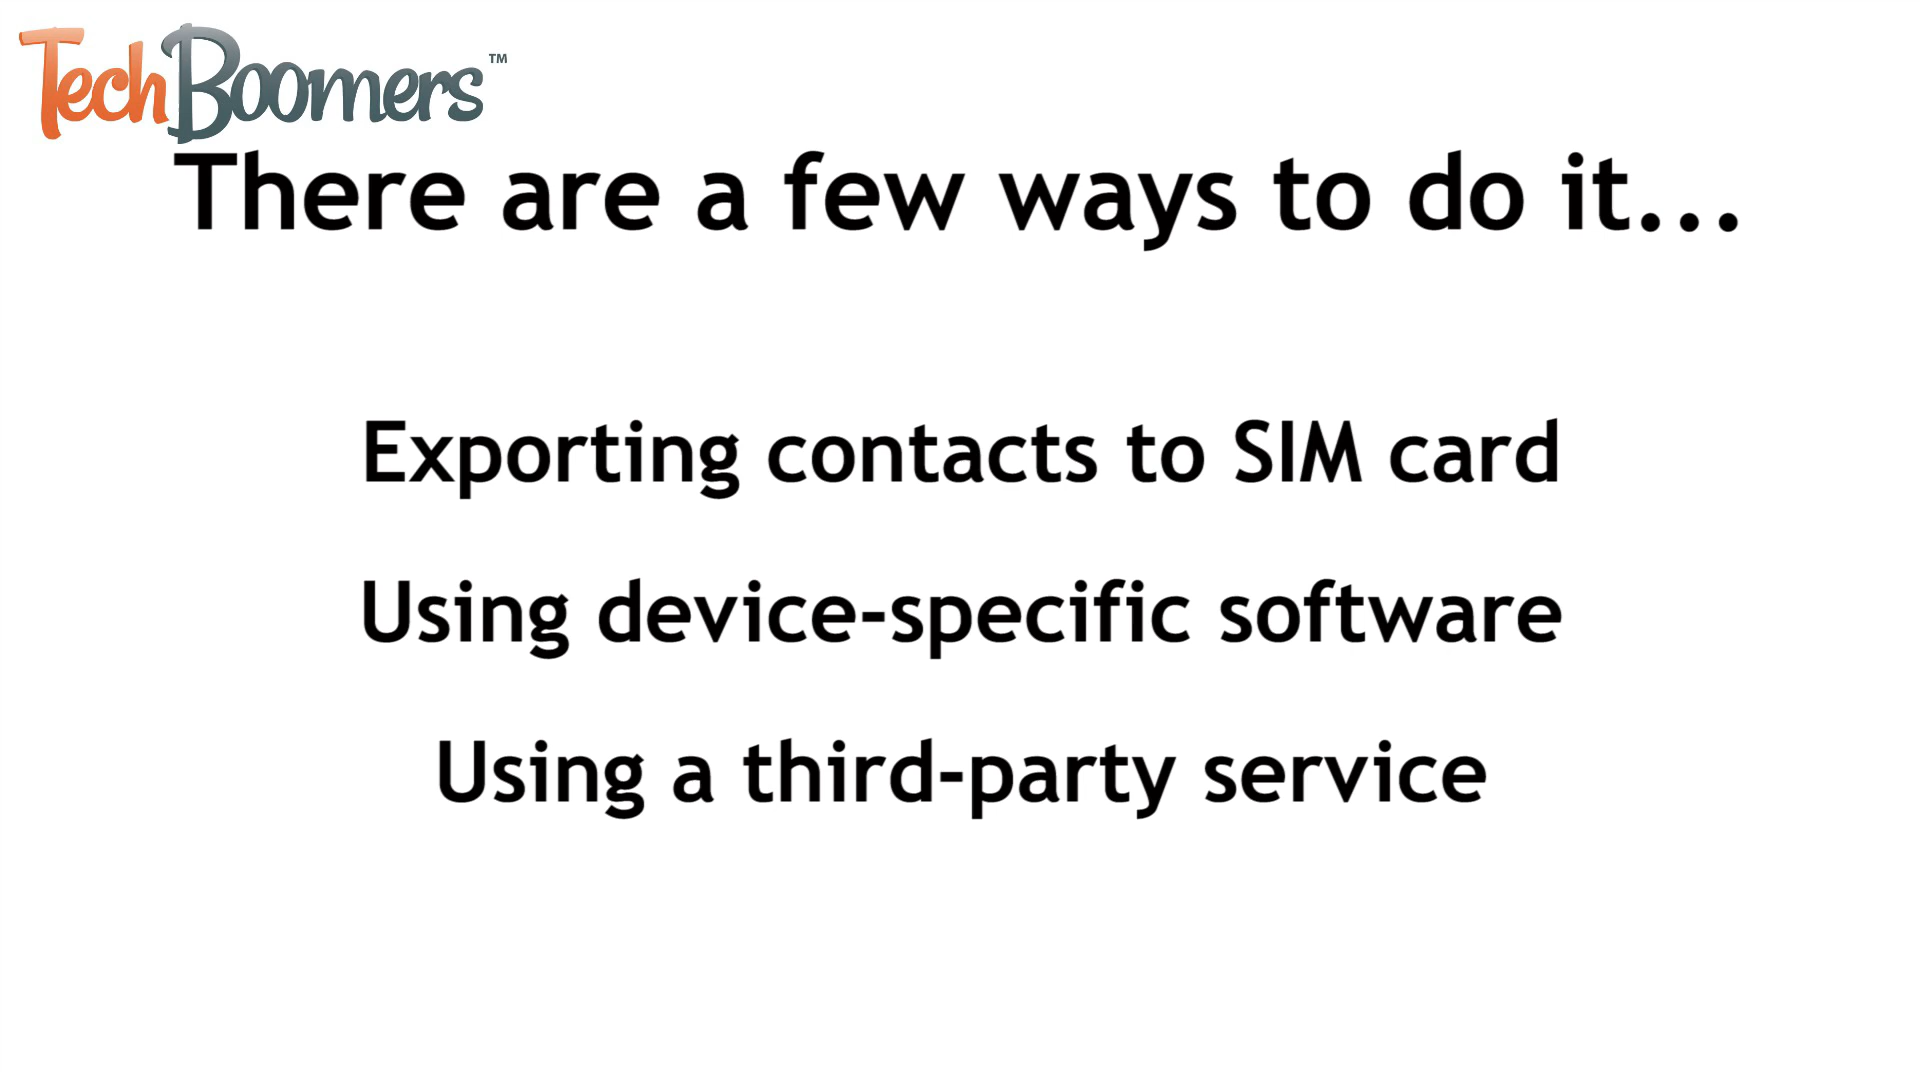 TechBoomers™
There are a few ways to do it...
Exporting contacts to SIM card
Using device-specific software
Using a third-party service